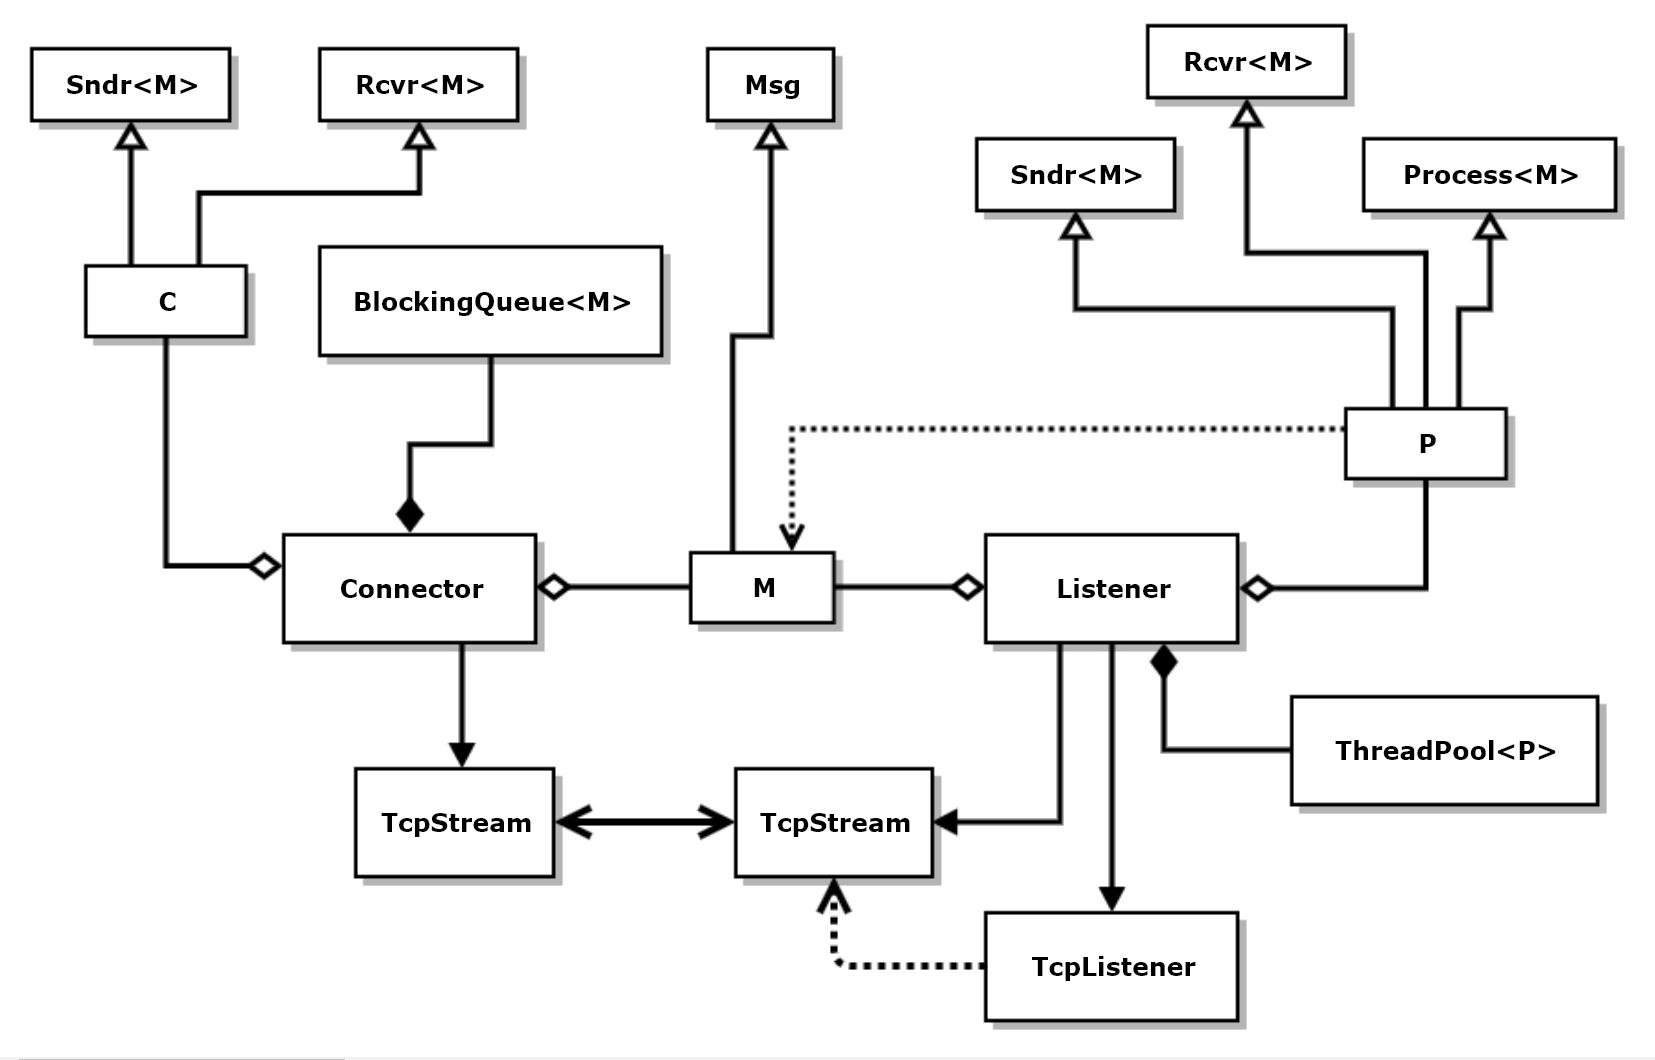 Rcvr<M>
Sndr<M>
Rcvr<M>
Msg
Sndr<M>
Process<M>
C
BlockingQueue<M>
P
Connector
M
Listener
ThreadPool<P>
TcpStream
TcpStream
TcpListener